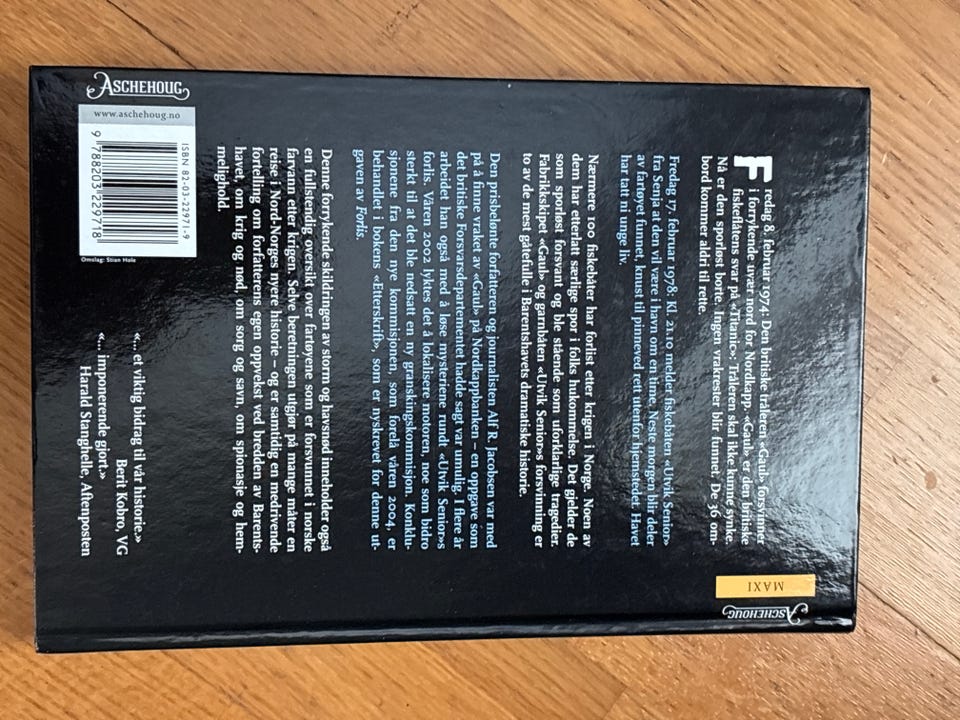 Fredag 8. februar 1974: Den britiske tråleren «Gaul» forsvinner
i forrykende uvær nord for Nordkapp. «Gaul» er den britiske
fiskeflåtens svar på «Titanic»; Tråleren skal ikke kunne synke.
Nå er den sporløst borte. Ingen vrakrester blir funnet. De 36 om-
bord kommer aldri til rette.
Fredag 17. februar 1978: Kl. 21.10 melder fiskebåten «Utvik Senior»
fra Senja at den vil være i havn om en time. Neste morgen blir deler
av fartøyet funnet, knust til pinneved rett utenfor hjemstedet. Havet
har tatt ni unge liv.
Nærmere 100 fiskebåter har forlist etter krigen i Norge. Noen av
dem har etterlatt særlige spor i folks hukommelse. Det gjelder de
som sporløst forsvant og ble stående som uforklarlige tragedier.
Fabrikkskipet «Gaul» og garnbåten «Utvik Senior»s forsvinning er
to av de mest gåtefulle i Barentshavets dramatiske historie.
Den prisbelønte forfatteren og journalisten Alf R. Jacobsen var med
på å finne vraket av «Gaul» på Nordkappbanken – en oppgave som
det britiske Forsvarsdepartementet hadde sagt var umulig. I flere år
arbeidet han også med å løse mysteriene rundt «Utvik Senior»s
forlis. Våren 2002 lyktes det å lokalisere motoren, noe som bidro
sterkt til at det ble nedsatt en ny granskingskommisjon. Konklu-
sjonene fra den nye kommisjonen, som forelå våren 2004, er
behandlet i bokens «Etterskrift», som er nyskrevet for denne ut-
gaven av Forlis.
Denne forrykende skildringen av storm og havsnød inneholder også
en fullstendig oversikt over fartøyene som er forsvunnet i norske
farvann etter krigen. Selve beretningen utgjør på mange måter en
reise i Nord-Norges nyere historie – og er samtidig en medrivende
fortelling om forfatterens egen oppvekst ved bredden av Barents-
havet, om krig og nød, om sorg og savn, om spionasje og hem-
melighold.
«... et viktig bidrag til vår historie.»
Berit Kobro, VG
«... imponerende gjort.»
Harald Stanghelle, Aftenposten
ASCHEHOUG
www.aschehoug.no
ISBN 82-03-22971-9
9 788203 229718
Omslag: Stian Hole
MAXI
ASCHEHOUG